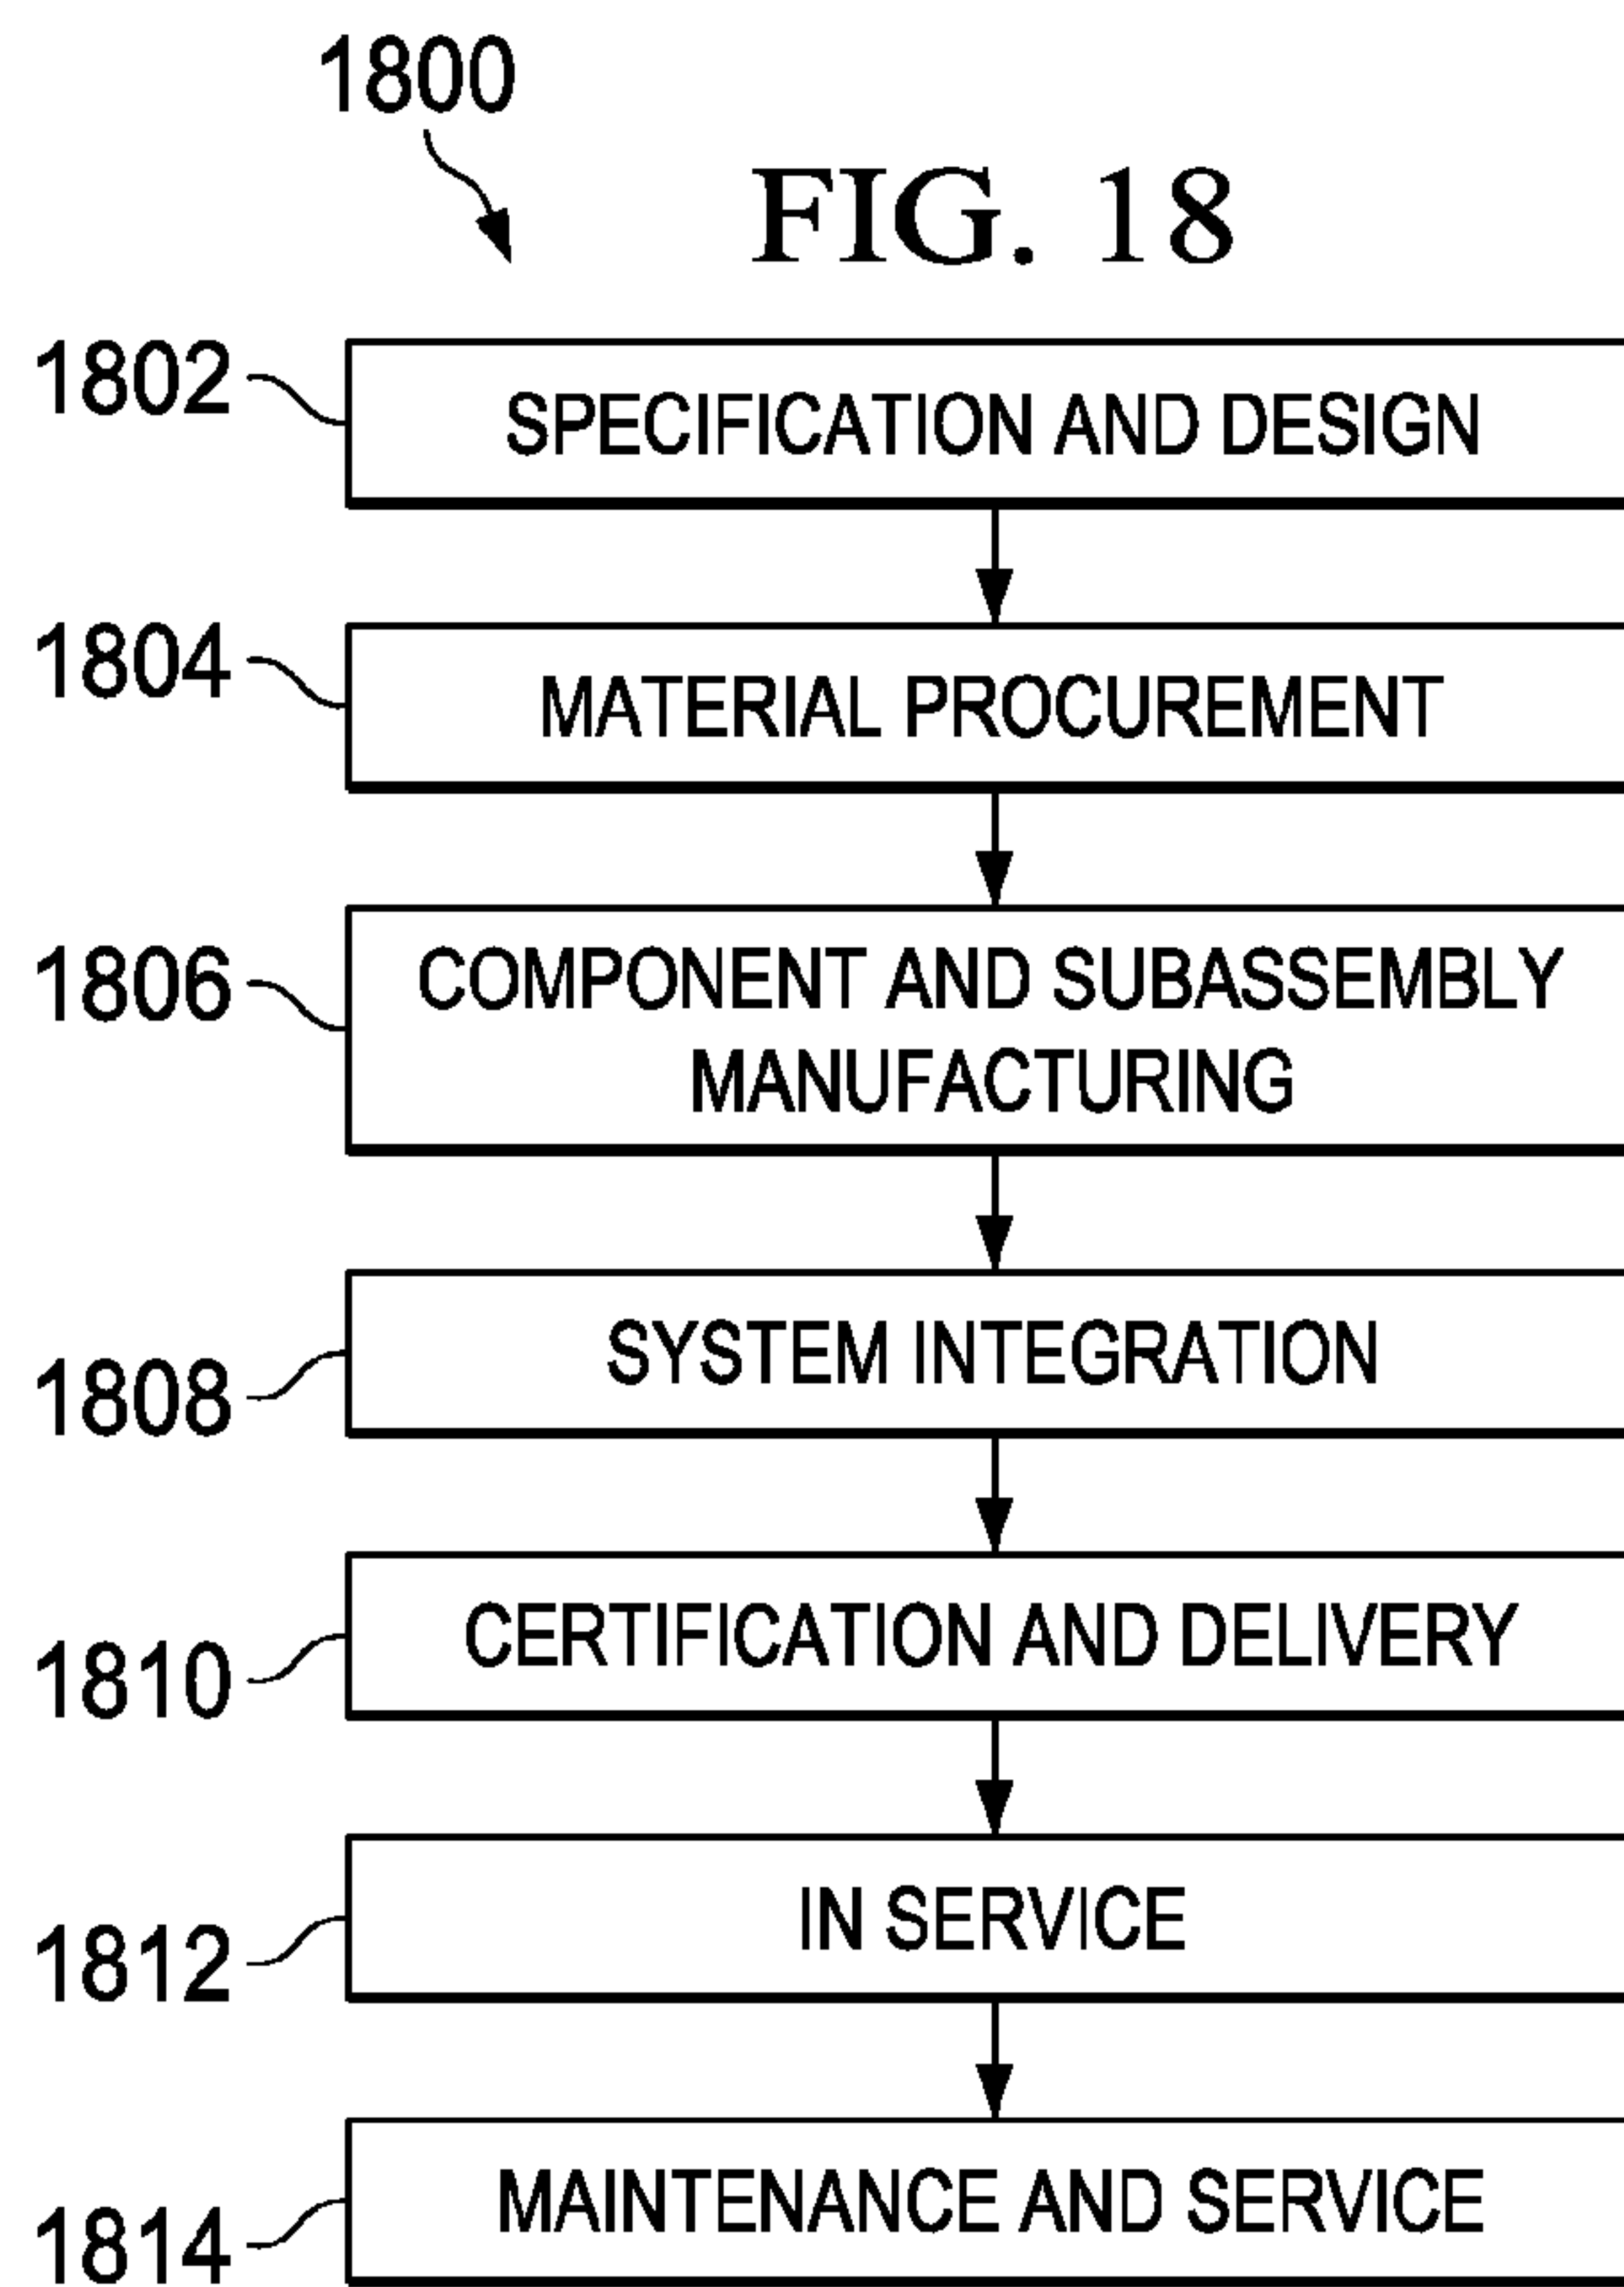 1800
FIG. 18
1802
SPECIFICATION AND DESIGN
1804
MATERIAL PROCUREMENT
1806
COMPONENT AND SUBASSEMBLY
MANUFACTURING
1808
SYSTEM INTEGRATION
1810
CERTIFICATION AND DELIVERY
1812
IN SERVICE
1814
MAINTENANCE AND SERVICE